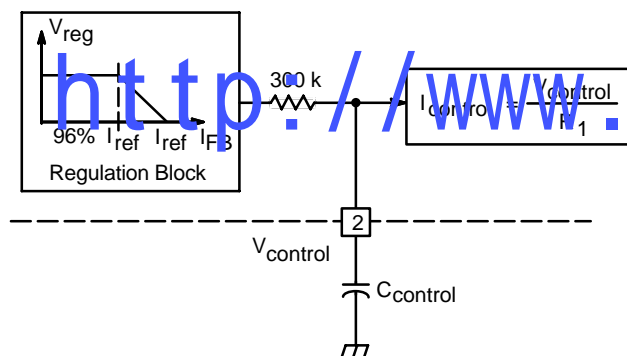 Vreg
300 k
http://www.
Icontrol = Vcontrol
R1
96% Iref Iref IFB
Regulation Block
2
Vcontrol
Ccontrol